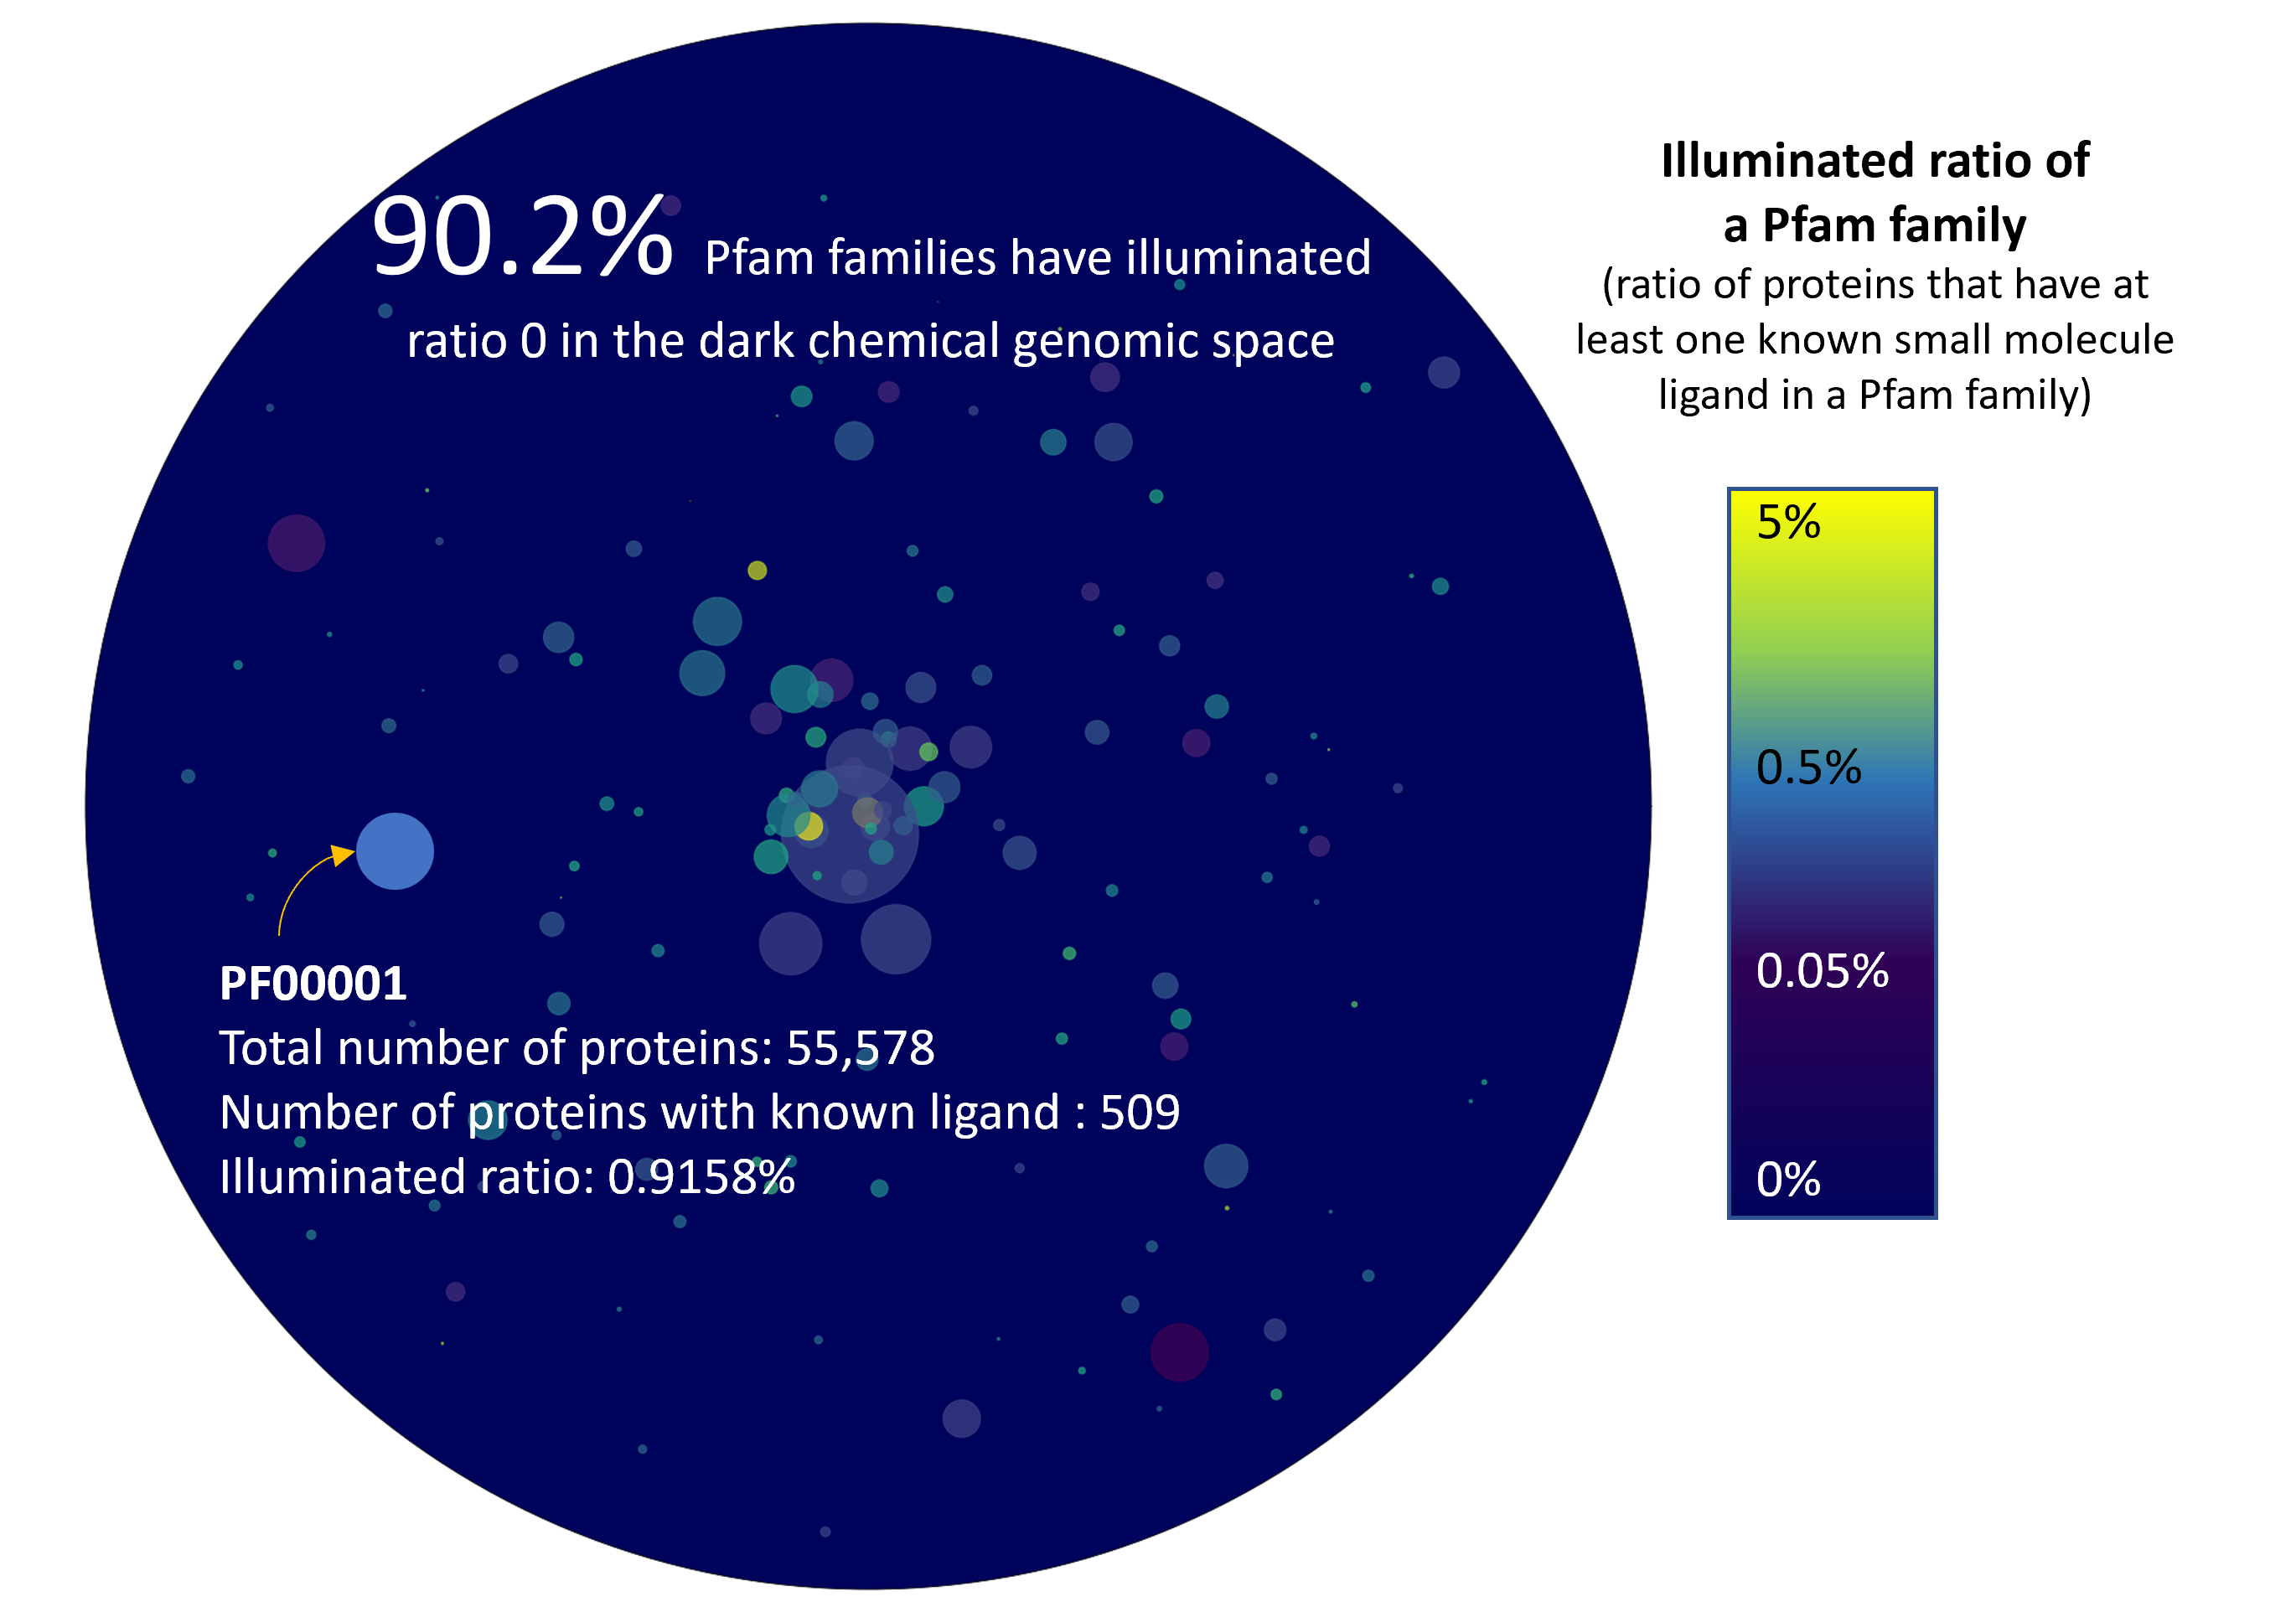 90.2% Pfam families have illuminated
ratio 0 in the dark chemical genomic space
PF00001
Total number of proteins: 55,578
Number of proteins with known ligand : 509
Illuminated ratio: 0.9158%
Illuminated ratio of
a Pfam family
(ratio of proteins that have at
least one known small molecule
ligand in a Pfam family)
5%
0.5%
0.05%
0%